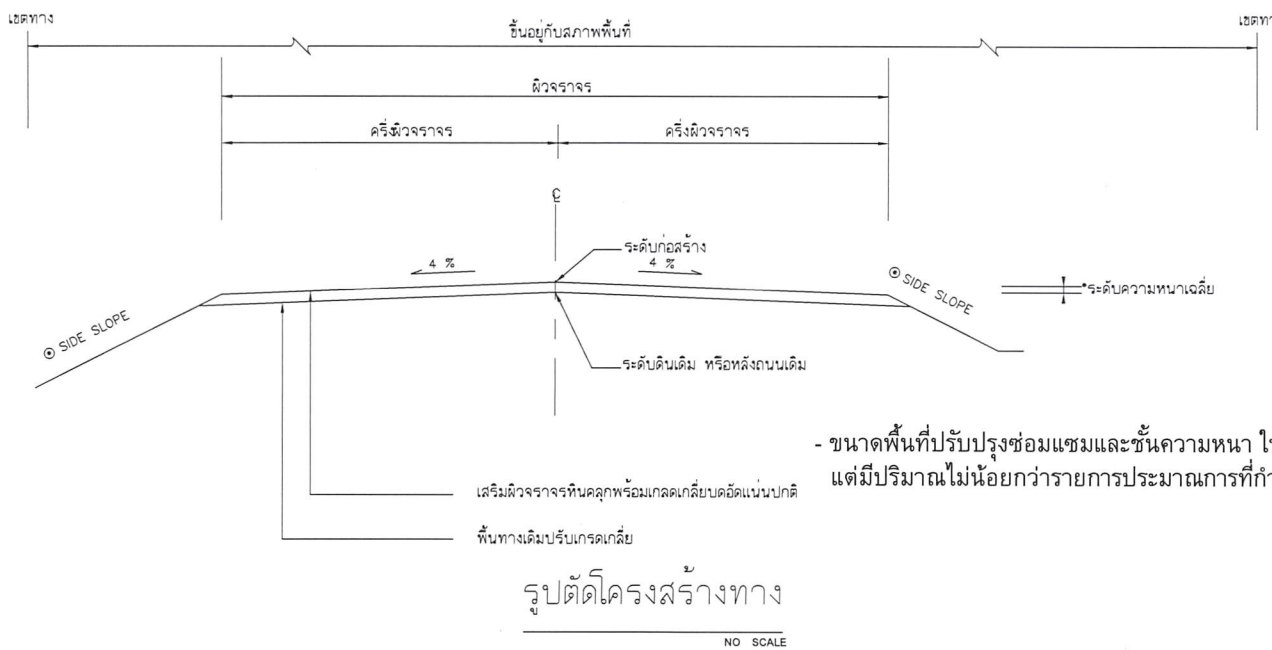 เขตทาง
ขึ้นอยู่กับสภาพพื้นที่
ผิวจราจร
ครึ่งผิวจราจร
ครึ่งผิวจราจร
ระดับก่อสร้าง
4 %
4 %
SIDE SLOPE
SIDE SLOPE
*ระดับความหนาเฉลี่ย
ระดับดินเดิม หรือหลังถนนเดิม
- ขนาดพื้นที่ปรับปรุงซ่อมแซมและชั้นความหนา
แต่มีปริมาณไม่น้อยกว่ารายการประมาณการที่
เสริมผิวจราจรหินคลุกพร้อมเกลดเกลี่ยบดอัดแน่นปกติ
พื้นทางเดิมปรับเกรดเกลี่ย
รูปตัดโครงสร้างทาง
NO SCALE